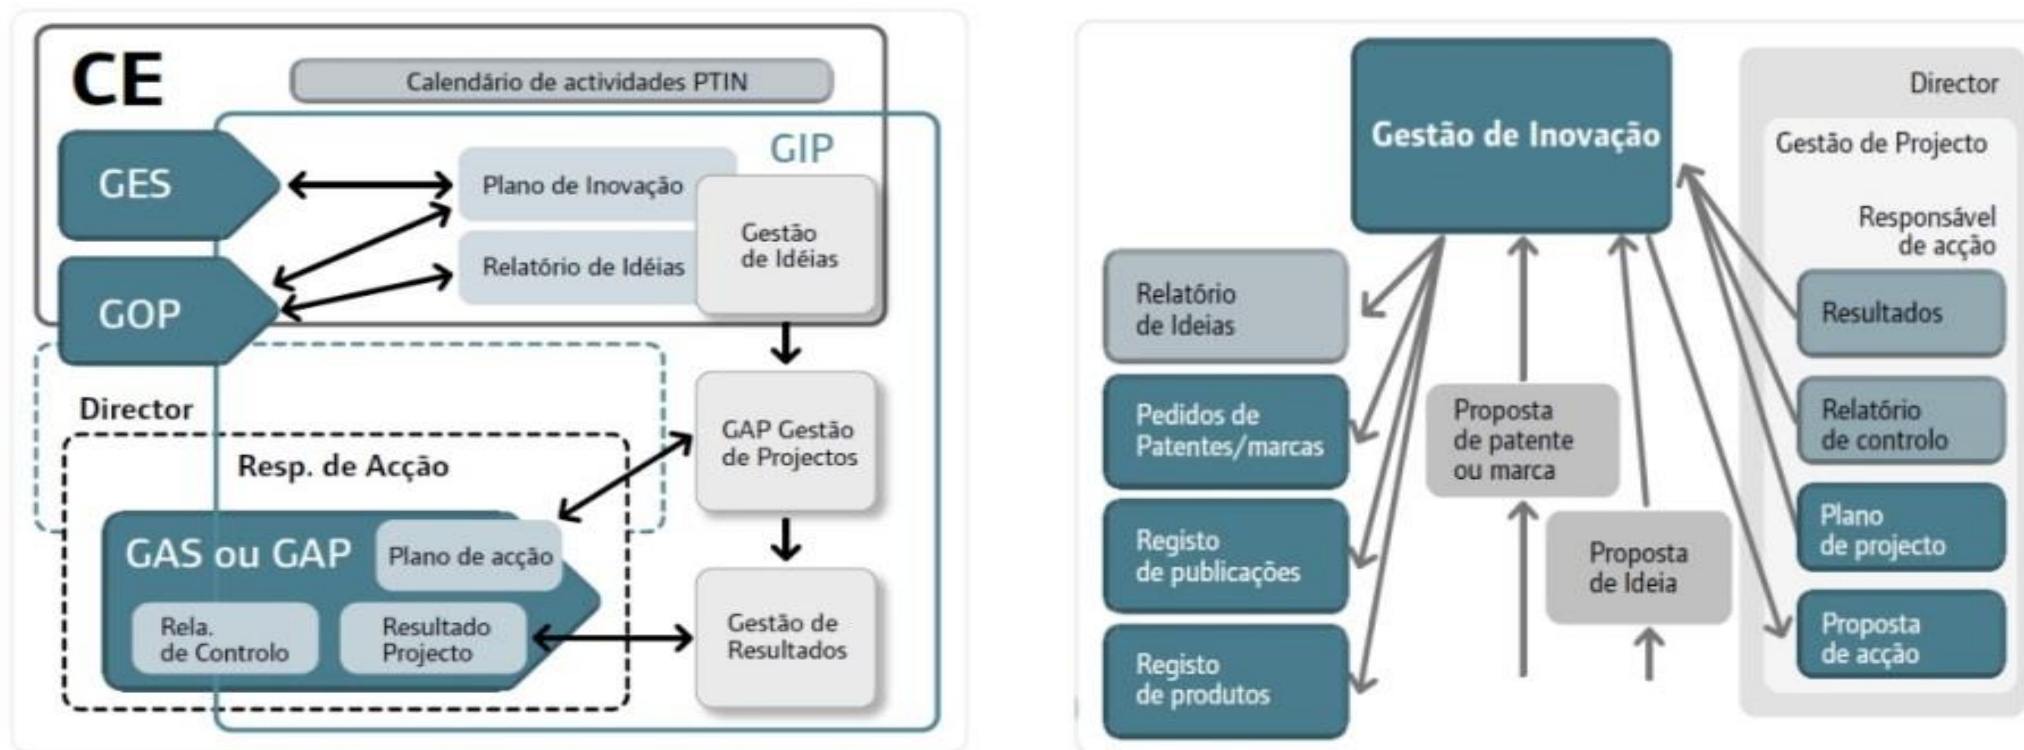 CE
Calendário de actividades PTIN
GIP
GES
Plano de Inovação
Gestão
de Idéias
Relatório de Idéias
GOP
Director
Resp. de Acção
GAP Gestão
de Projectos
GAS ou GAP
Plano de acção
Rela.
de Controlo
Resultado
Projecto
Gestão de
Resultados
Gestão de Inovação
Director
Gestão de Projecto
Responsável
de acção
Relatório
de Ideias
Pedidos de
Patentes/marcas
Registo
de publicações
Registo
de produtos
Proposta
de patente
ou marca
Proposta
de Ideia
Resultados
Relatório
de controlo
Plano
de projecto
Proposta
de acção